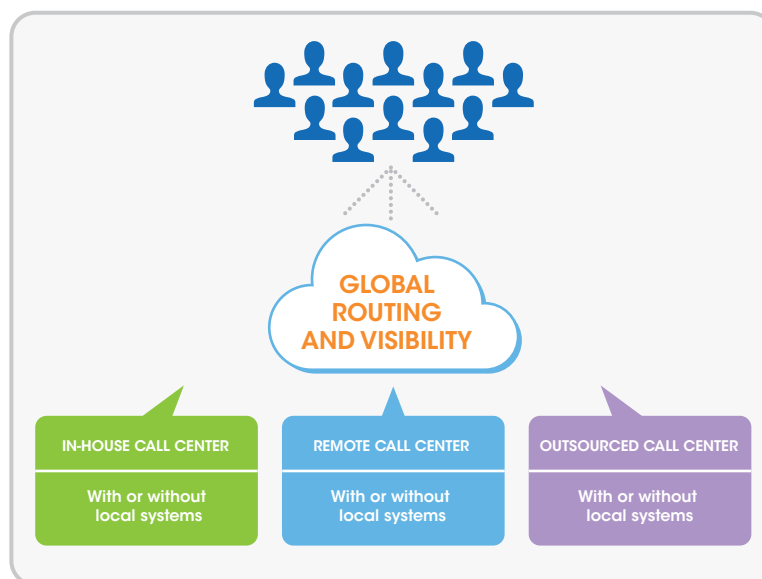 GLOBAL
ROUTING
AND VISIBILITY
IN-HOUSE CALL CENTER
With or without
local systems
REMOTE CALL CENTER
With or without
local systems
OUTSOURCED CALL CENTER
With or without
local systems